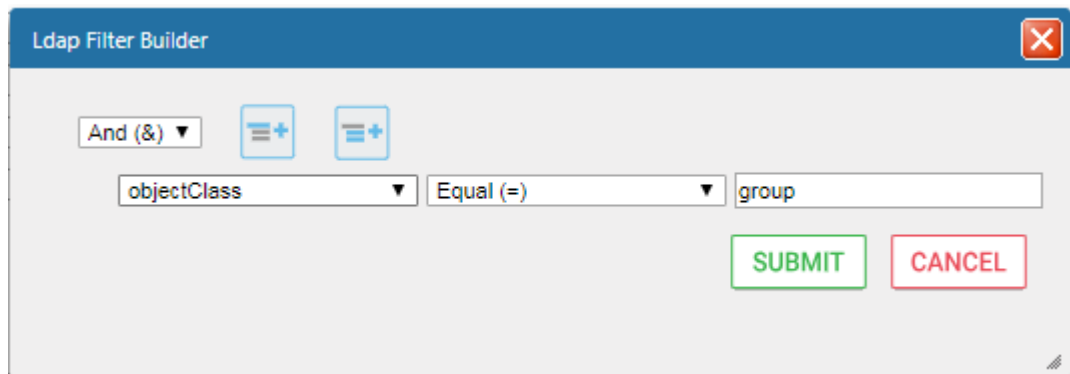 Ldap Filter Builder
And (&)
objectClass Equal (=) group
SUBMIT CANCEL